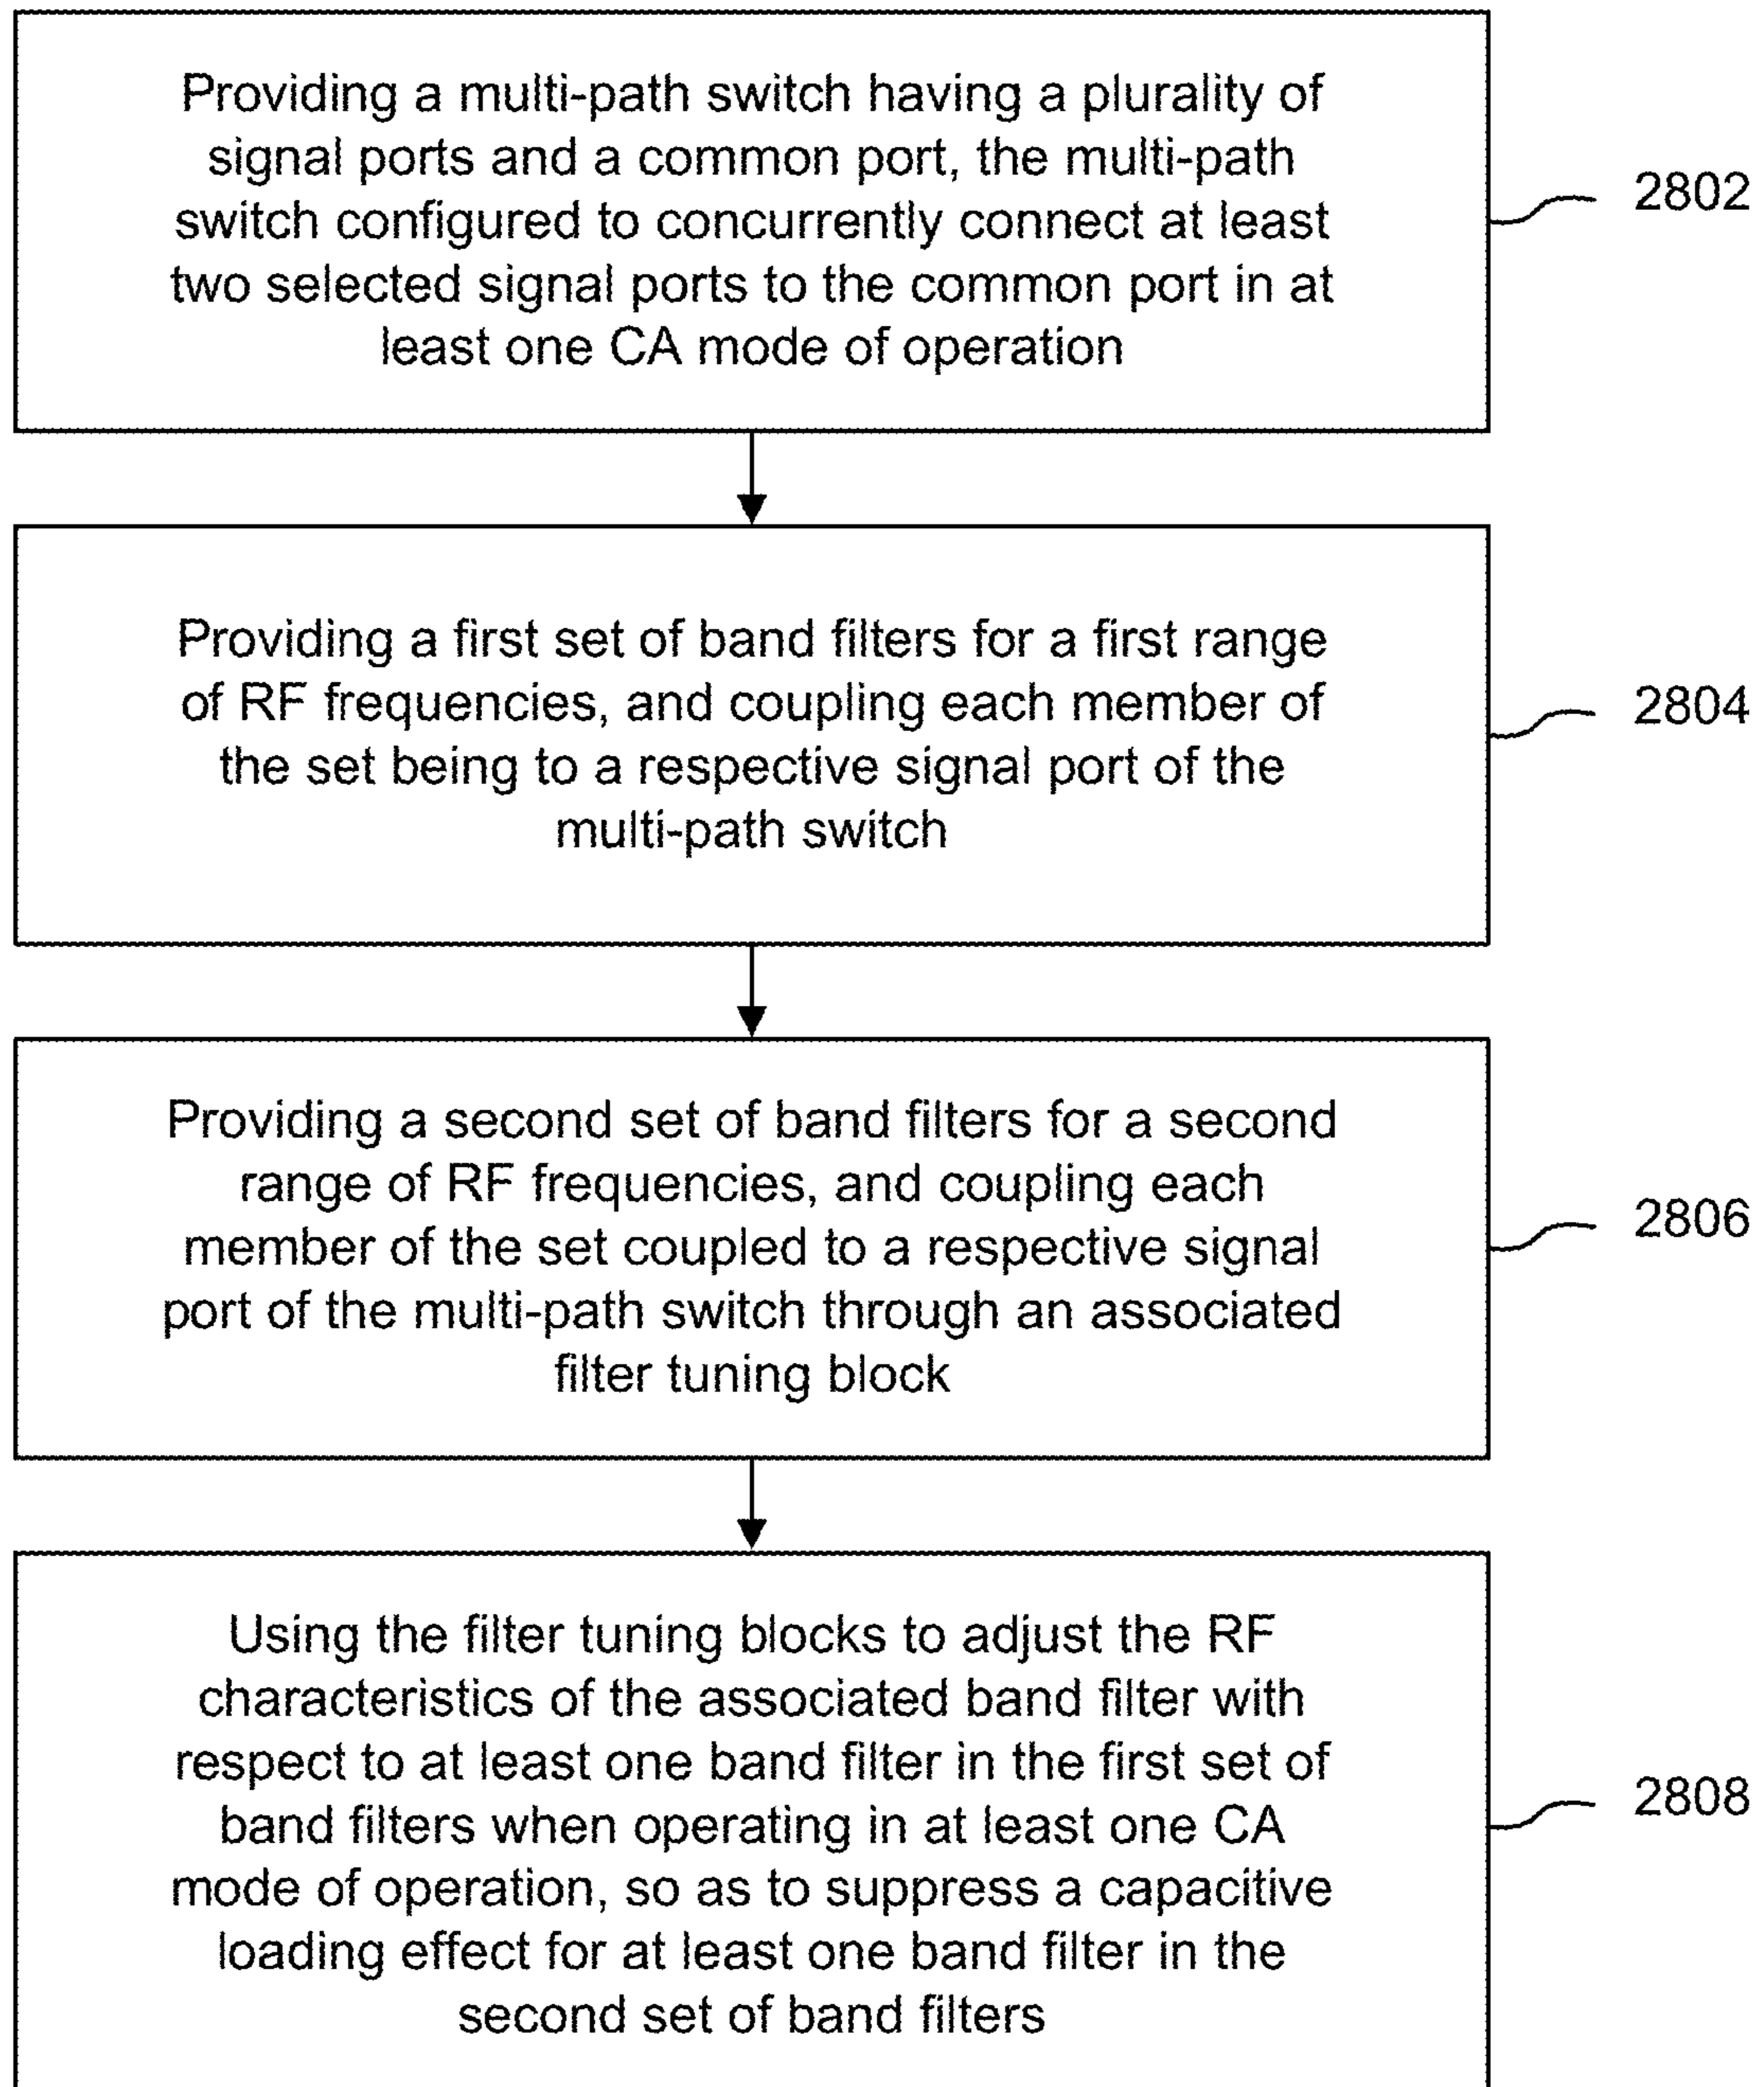 Providing a multi-path switch having a plurality of
signal ports and a common port, the multi-path
switch configured to concurrently connect at least
two selected signal ports to the common port in at
least one CA mode of operation
2802
Providing a first set of band filters for a first range
of RF frequencies, and coupling each member of
the set being to a respective signal port of the
multi-path switch
2804
Providing a second set of band filters for a second
range of RF frequencies, and coupling each
member of the set coupled to a respective signal
port of the multi-path switch through an associated
filter tuning block
2806
Using the filter tuning blocks to adjust the RF
characteristics of the associated band filter with
respect to at least one band filter in the first set of
band filters when operating in at least one CA
mode of operation, so as to suppress a capacitive
loading effect for at least one band filter in the
second set of band filters
2808